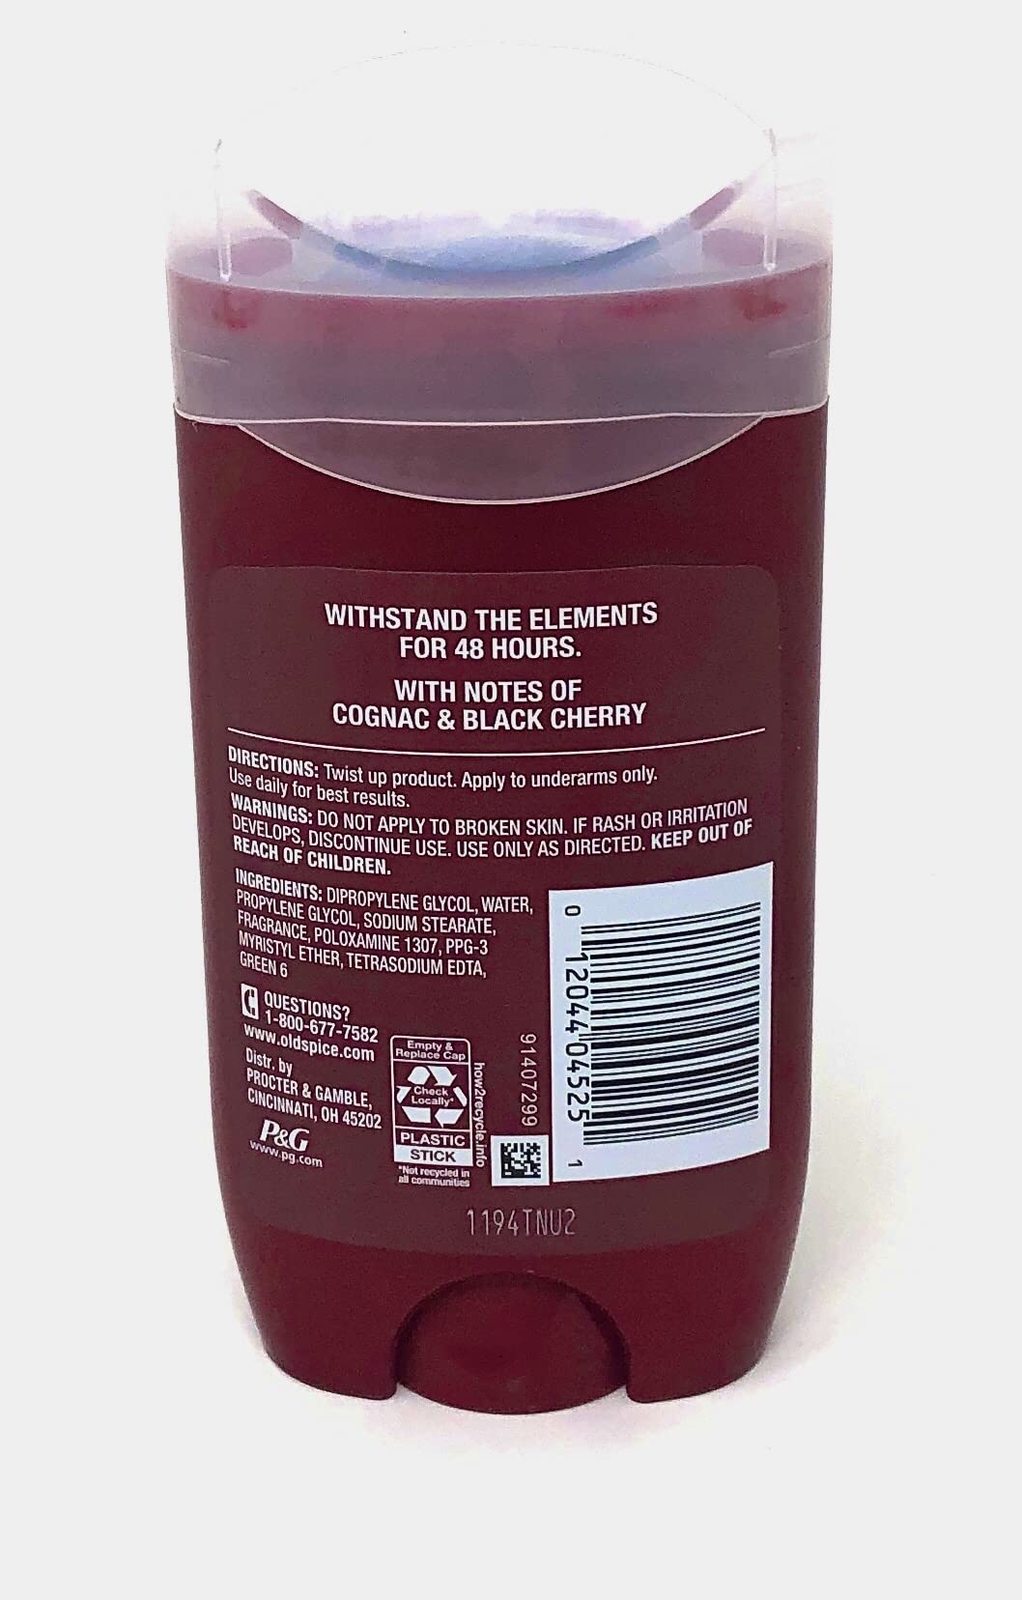 WITHSTAND THE ELEMENTS
FOR 48 HOURS.
WITH NOTES OF
COGNAC & BLACK CHERRY
DIRECTIONS: Twist up product. Apply to underarms only.
Use daily for best results.
WARNINGS: DO NOT APPLY TO BROKEN SKIN. IF RASH OR IRRITATION
DEVELOPS, DISCONTINUE USE. USE ONLY AS DIRECTED. KEEP OUT OF
REACH OF CHILDREN.
INGREDIENTS: DIPROPYLENE GLYCOL, WATER,
PROPYLENE GLYCOL, SODIUM STEARATE,
FRAGRANCE, POLOXAMINE 1307, PPG-3
MYRISTYL ETHER, TETRASODIUM EDTA,
GREEN 6
QUESTIONS?
1-800-677-7582
www.oldspice.com
Distr. by
PROCTER & GAMBLE,
CINCINNATI, OH 45202
P&G
www.pg.com
Empty &
Replace Cap
Check
Locally*
PLASTIC
STICK
*Not recycled in
all communities
how2recycle.info
91407299
0 12044 04525 1
1194TNU2